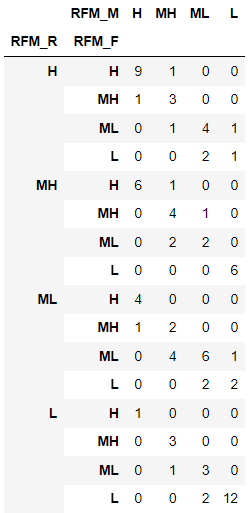 RFM_M H MH ML L
RFM_R RFM_F
H H 9 1 0 0
MH 1 3 0 0
ML 0 1 4 1
L 0 0 2 1
MH H 6 1 0 0
MH 0 4 1 0
ML 0 2 2 0
L 0 0 0 6
ML H 4 0 0 0
MH 1 2 0 0
ML 0 4 6 1
L 0 0 2 2
L H 1 0 0 0
MH 0 3 0 0
ML 0 1 3 0
L 0 0 2 12